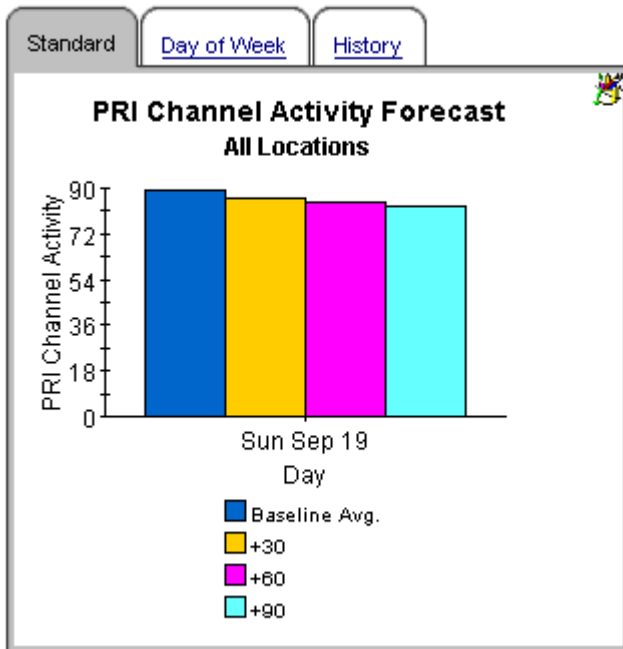 Standard
Day of Week
History
PRI Channel Activity Forecast
All Locations
PRI Channel Activity
90
72
54
36
18
0
Sun Sep 19
Day
Baseline Avg.
+30
+60
+90